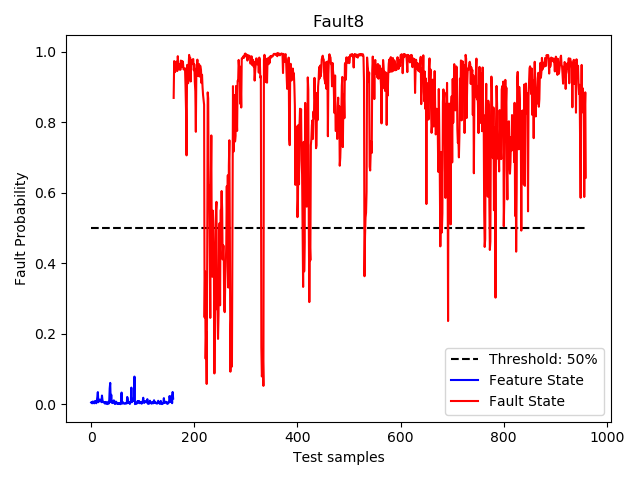 Fault8
1.0
0.8
0.6
0.4
0.2
0.0
Fault Probability
0
200
400
600
800
1000
Test samples
Threshold: 50%
Feature State
Fault State